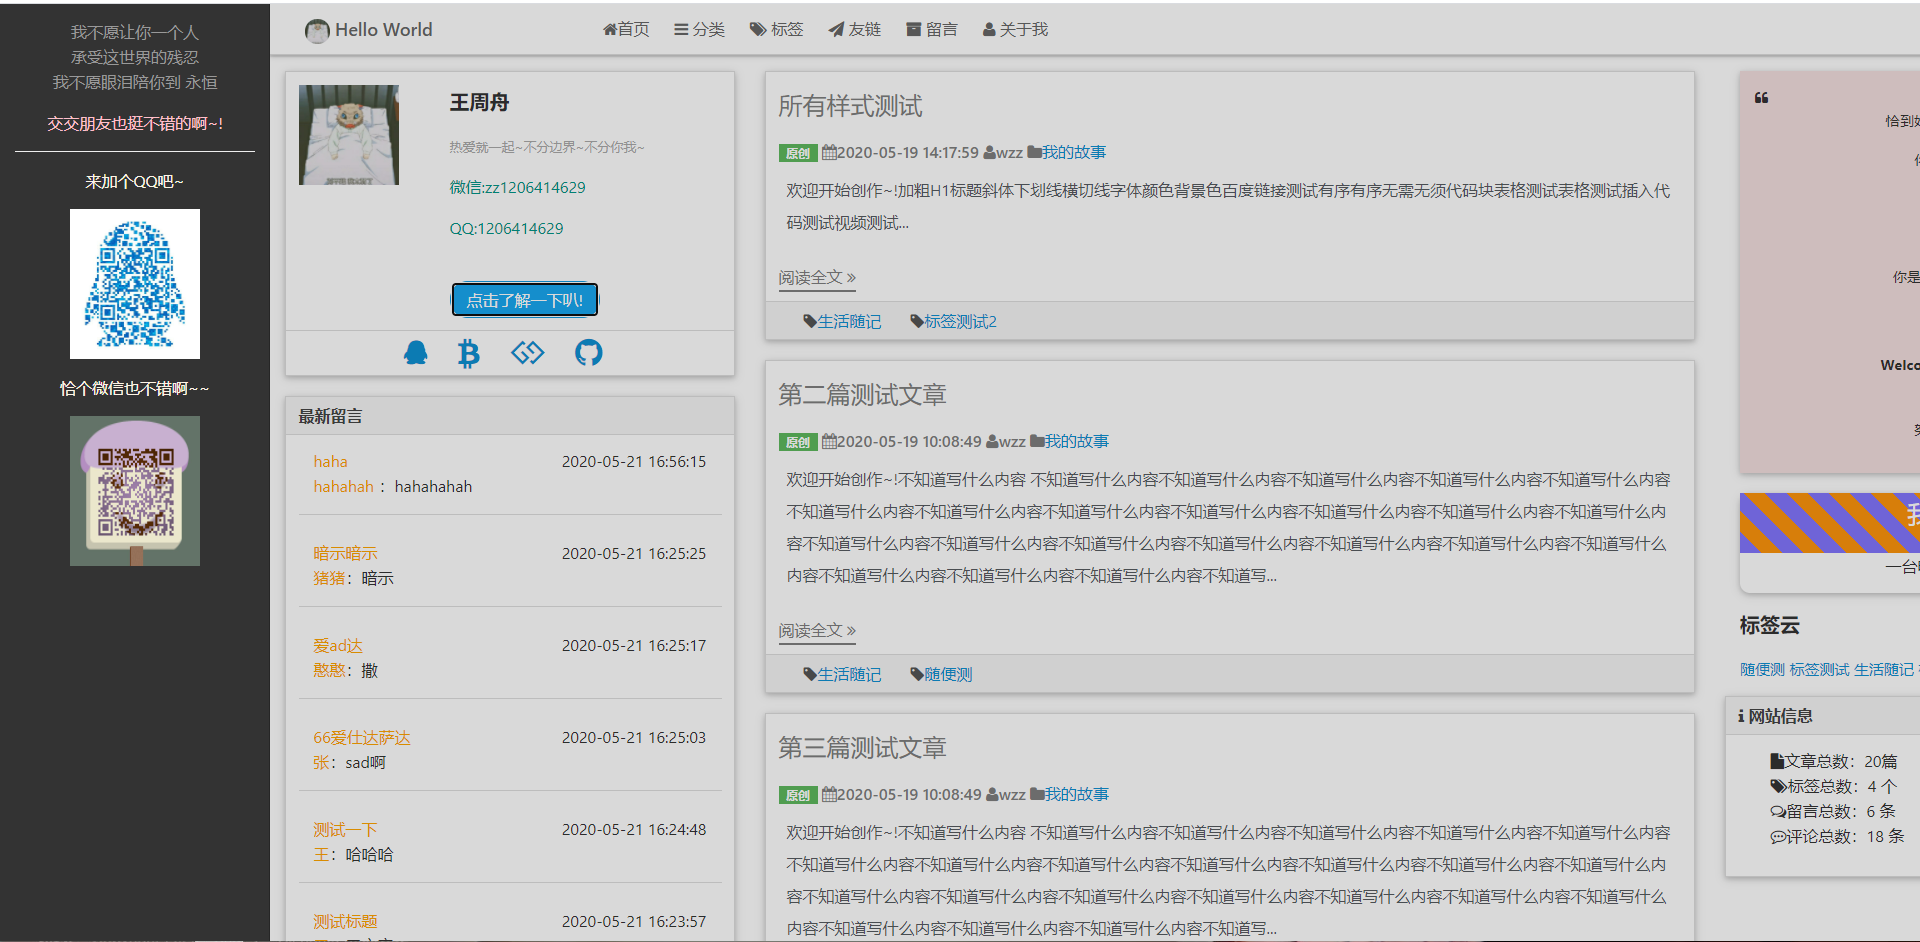 我不愿让你一个人
承受这世界的残忍
我不愿眼泪陪你到 永恒
交交朋友也挺不错的啊~!
来加个QQ吧~
恰个微信也不错啊~~
Hello World
首页 分类 标签 友链 留言 关于我
王周舟
热爱就一起~不分边界~不分你我~
微信:zz1206414629
QQ:1206414629
点击了解一下叭!
最新留言
haha 2020-05-21 16:56:15
hahahah： hahahahah
暗示暗示 2020-05-21 16:25:25
猪猪：暗示
爱ad达 2020-05-21 16:25:17
憨憨：撒
66爱仕达萨达 2020-05-21 16:25:03
张：sad啊
测试一下 2020-05-21 16:24:48
王：哈哈哈
测试标题 2020-05-21 16:23:57
所有样式测试
原创 2020-05-19 14:17:59 wzz 我的故事
欢迎开始创作~!加粗H1标题斜体下划线横切线字体颜色背景色百度链接测试有序有序无需无须代码块表格测试表格测试插入代
码测试视频测试...
阅读全文 »
生活随记 标签测试2
第二篇测试文章
原创 2020-05-19 10:08:49 wzz 我的故事
欢迎开始创作~!不知道写什么内容 不知道写什么内容不知道写什么内容不知道写什么内容不知道写什么内容不知道写什么内容
不知道写什么内容不知道写什么内容不知道写什么内容不知道写什么内容不知道写什么内容不知道写什么内容不知道写什么内
容不知道写什么内容不知道写什么内容不知道写什么内容不知道写什么内容不知道写什么内容不知道写什么内容不知道写什么
内容不知道写什么内容不知道写什么内容不知道写什么内容不知道写...
阅读全文 »
生活随记 随便测
第三篇测试文章
原创 2020-05-19 10:08:49 wzz 我的故事
欢迎开始创作~!不知道写什么内容 不知道写什么内容不知道写什么内容不知道写什么内容不知道写什么内容不知道写什么内容
不知道写什么内容不知道写什么内容不知道写什么内容不知道写什么内容不知道写什么内容不知道写什么内容不知道写什么内
容不知道写什么内容不知道写什么内容不知道写什么内容不知道写什么内容不知道写什么内容不知道写什么内容不知道写什么
内容不知道写什么内容不知道写什么内容不知道写什么内容不知道写...
恰到好
你是
Welco
一台
标签云
随便测 标签测试 生活随记
网站信息
文章总数：20篇
标签总数：4 个
留言总数：6 条
评论总数：18 条